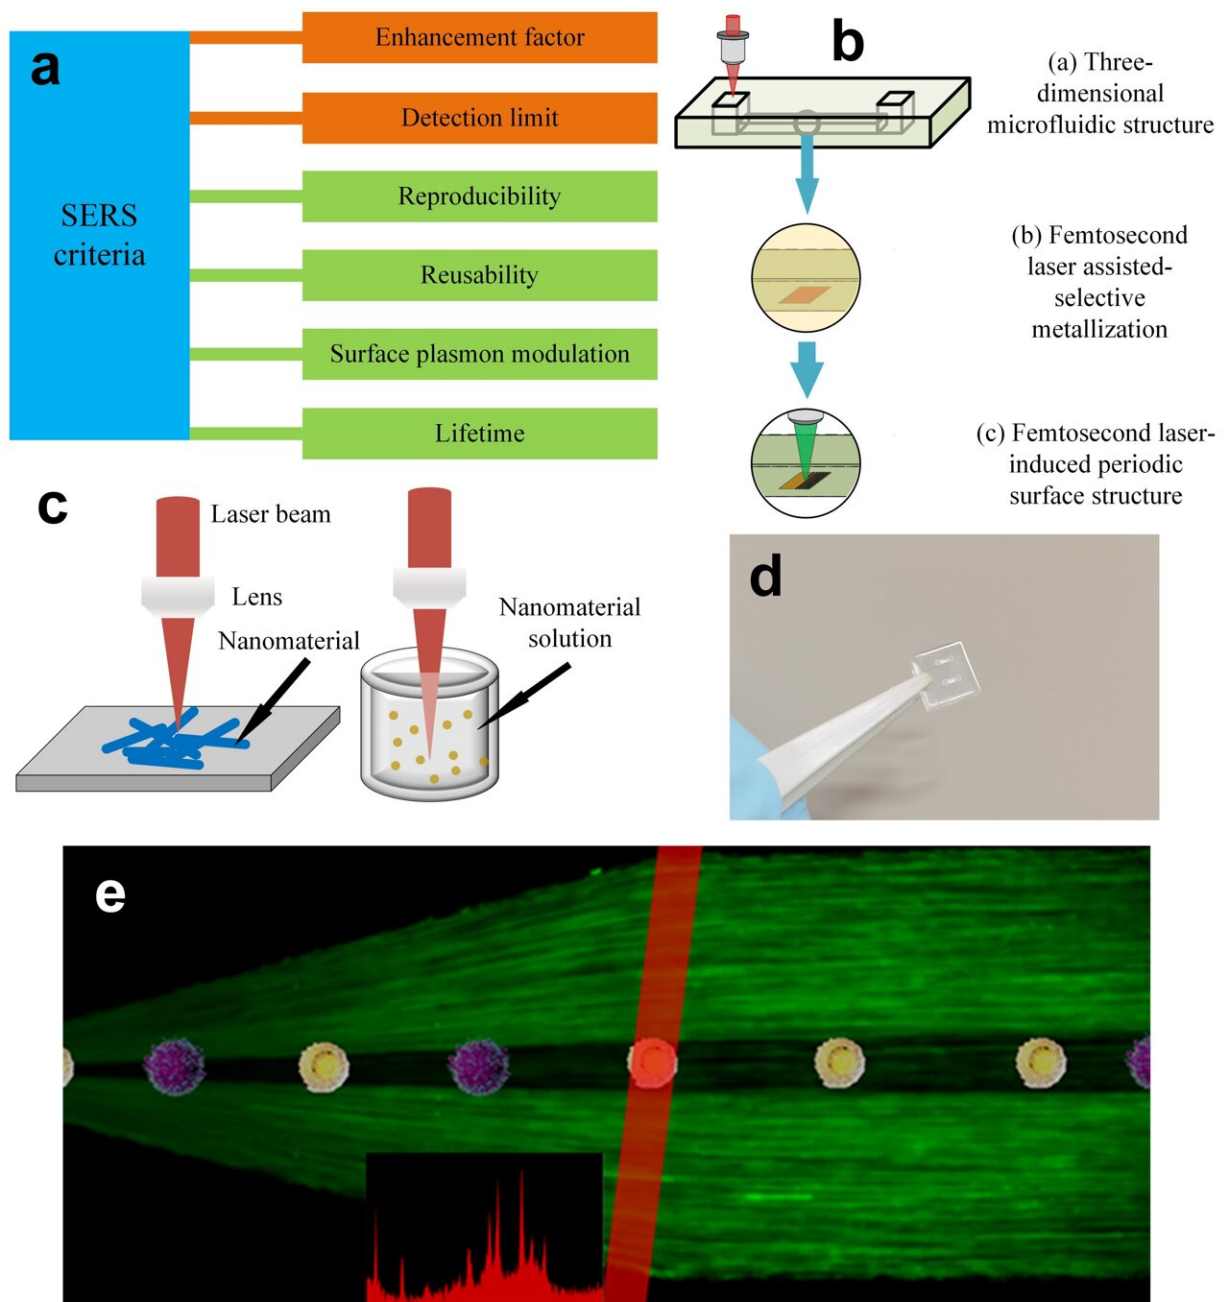 a
SERS
criteria
Enhancement factor
Detection limit
Reproducibility
Reusability
Surface plasmon modulation
Lifetime
b
(a) Three-
dimensional
microfluidic structure
(b) Femtosecond
laser assisted-
selective
metallization
(c) Femtosecond laser-
induced periodic
surface structure
c
Laser beam
Lens
Nanomaterial
Nanomaterial
solution
d
e